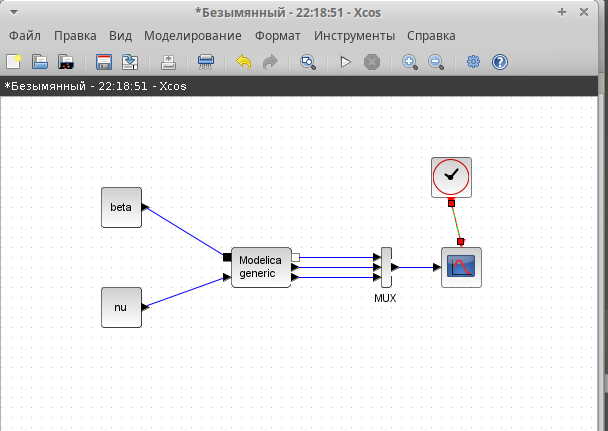 *Безымянный - 22:18:51 - Xcos
Файл Правка Вид Моделирование Формат Инструменты Справка
*Безымянный - 22:18:51 - Xcos
beta
Modelica
generic
nu
MUX